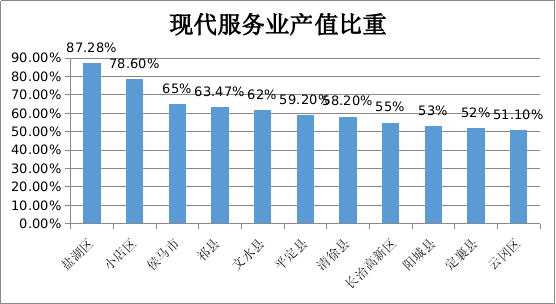 现代服务业产值比重
90.00%
80.00%
70.00%
60.00%
50.00%
40.00%
30.00%
20.00%
10.00%
0.00%
87.28%
78.60%
65%
63.47%
62%
59.20%
58.20%
55%
53%
52%
51.10%
盐湖区
小店区
侯马市
祁县
文水县
平定县
清徐县
长治高新区
阳城县
定襄县
云冈区